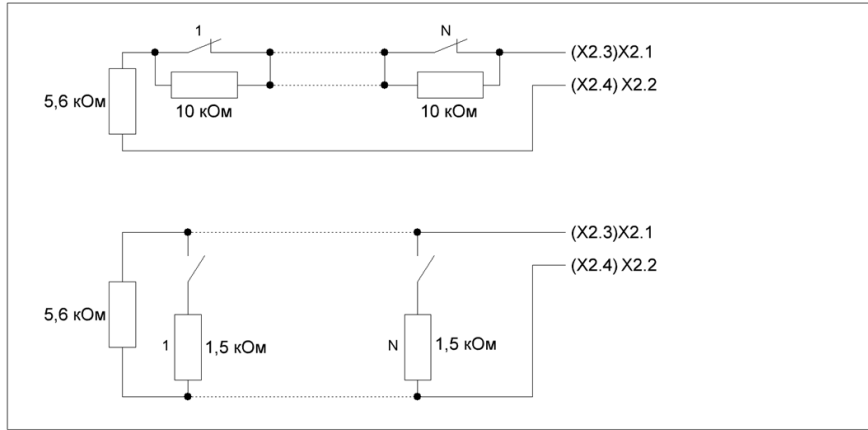 1
N
(X2.3)X2.1
(X2.4) X2.2
5,6 кОм
10 кОм
10 кОм
(X2.3)X2.1
(X2.4) X2.2
5,6 кОм
1
1,5 кОм
N
1,5 кОм